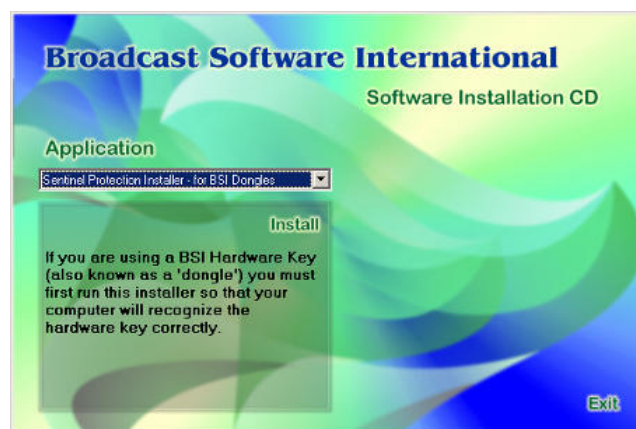 Broadcast Software International
Software Installation CD
Application
Sentinel Protection Installer - for BSI Dongles
Install
If you are using a BSI Hardware Key
(also known as a 'dongle') you must
first run this installer so that your
computer will recognize the
hardware key correctly.
Exit